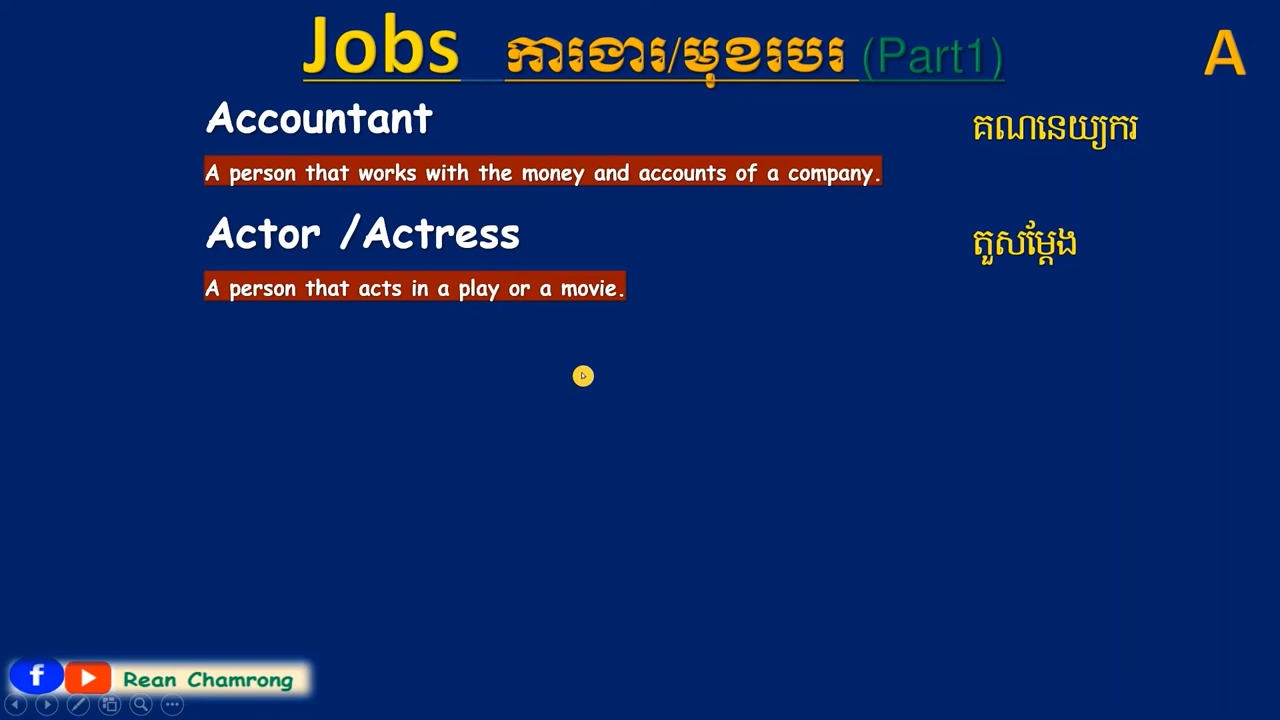 Jobs ការងារ/មុខរបរ (Part1)
A
Accountant គណនេយ្យករ
A person that works with the money and accounts of a company.
Actor /Actress តួសម្តែង
A person that acts in a play or a movie.
f Rean Chamrong